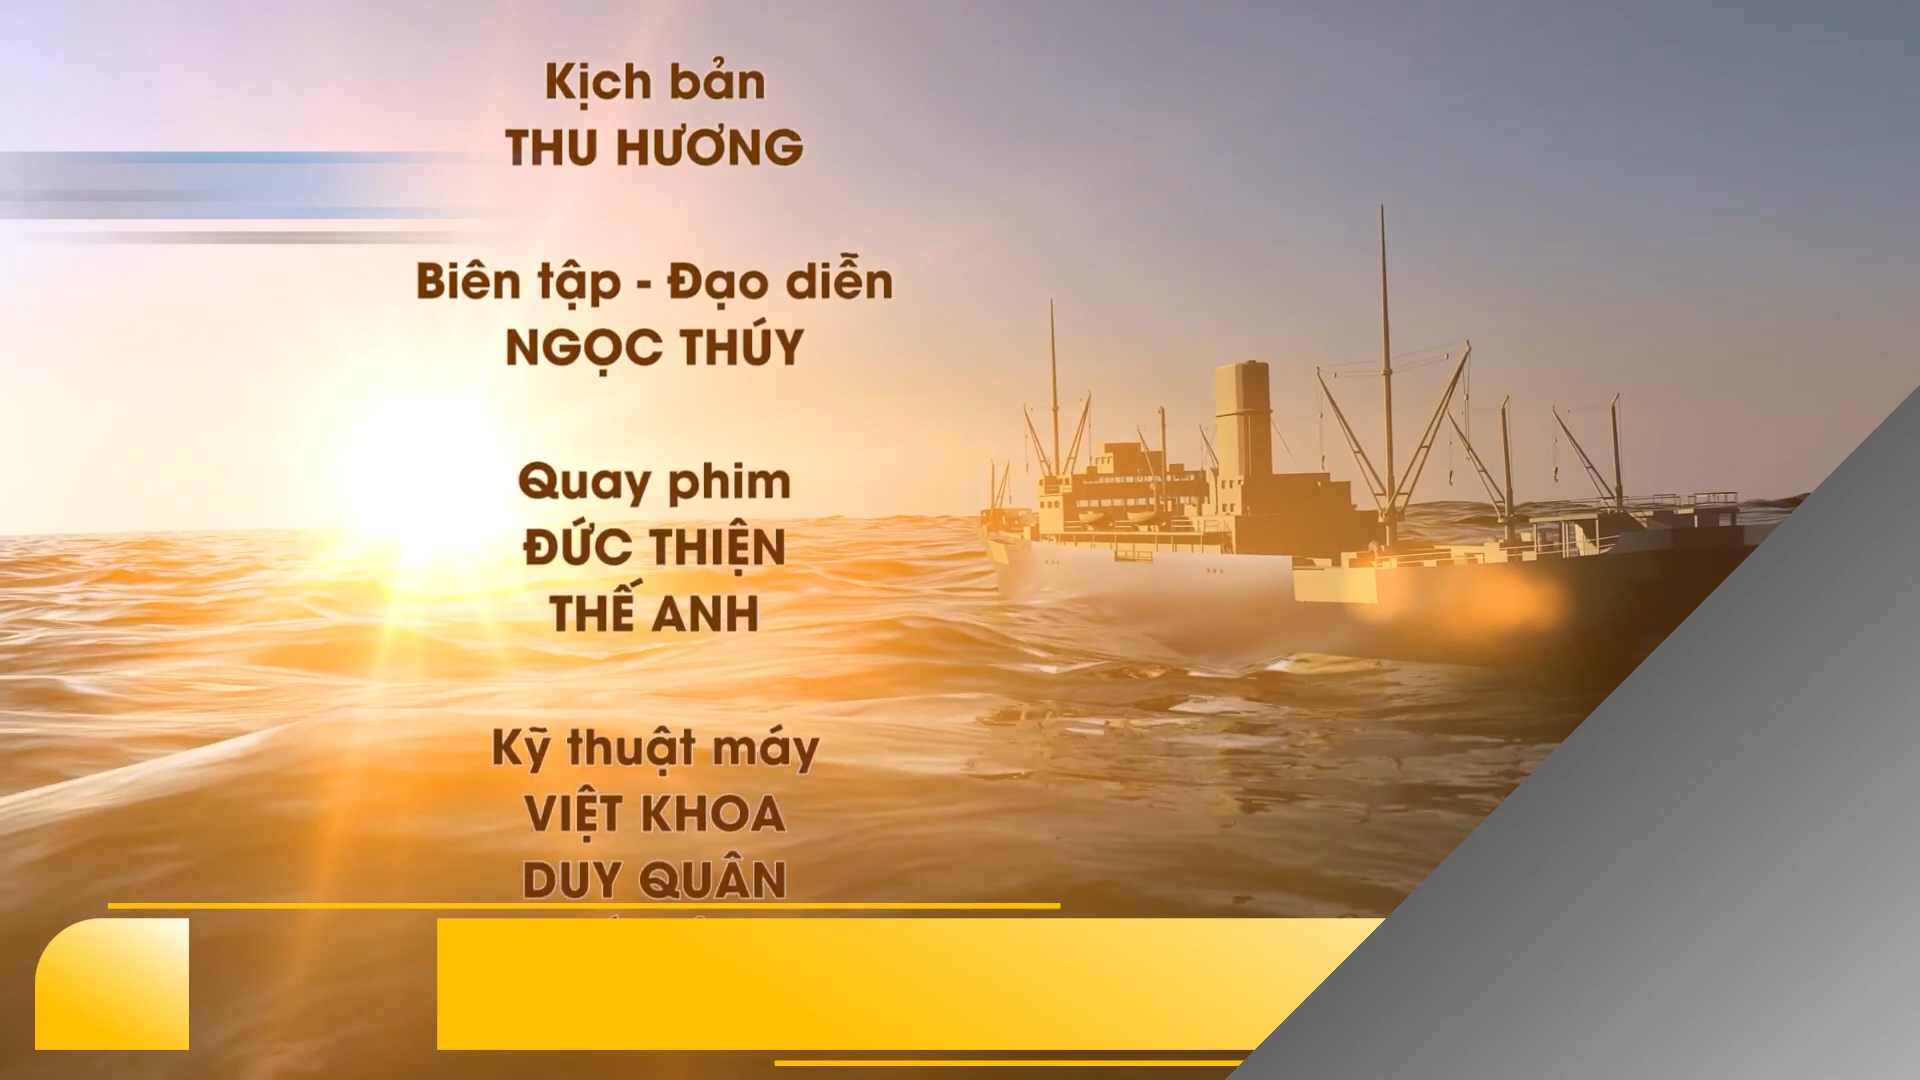 Kịch bản
THU HƯƠNG
Biên tập - Đạo diễn
NGỌC THÚY
Quay phim
ĐỨC THIỆN
THẾ ANH
Kỹ thuật máy
VIỆT KHOA
DUY QUÂN